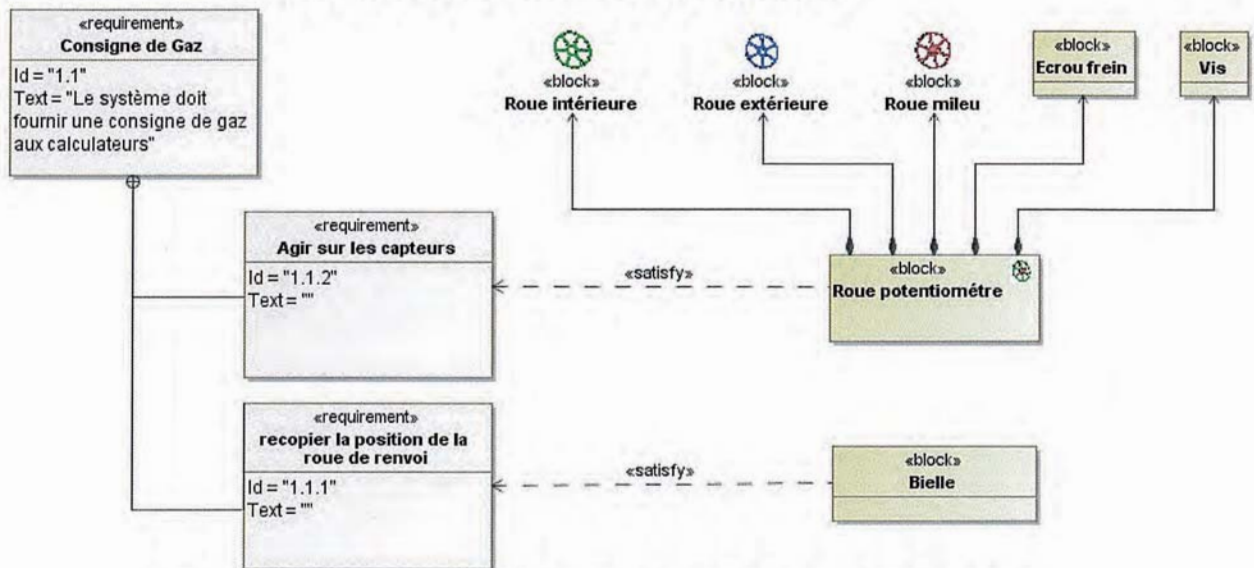 «requirement»
Consigne de Gaz
Id = "1.1"
Text = "Le système doit
fournir une consigne de gaz
aux calculateurs"
«block»
Roue intérieure
«block»
Roue extérieure
«block»
Roue mileu
«block»
Ecrou frein
«block»
Vis
«requirement»
Agir sur les capteurs
Id = "1.1.2"
Text = ""
«satisfy»
«block»
Roue potentiométre
«requirement»
recopier la position de la
roue de renvoi
Id = "1.1.1"
Text = ""
«satisfy»
«block»
Bielle